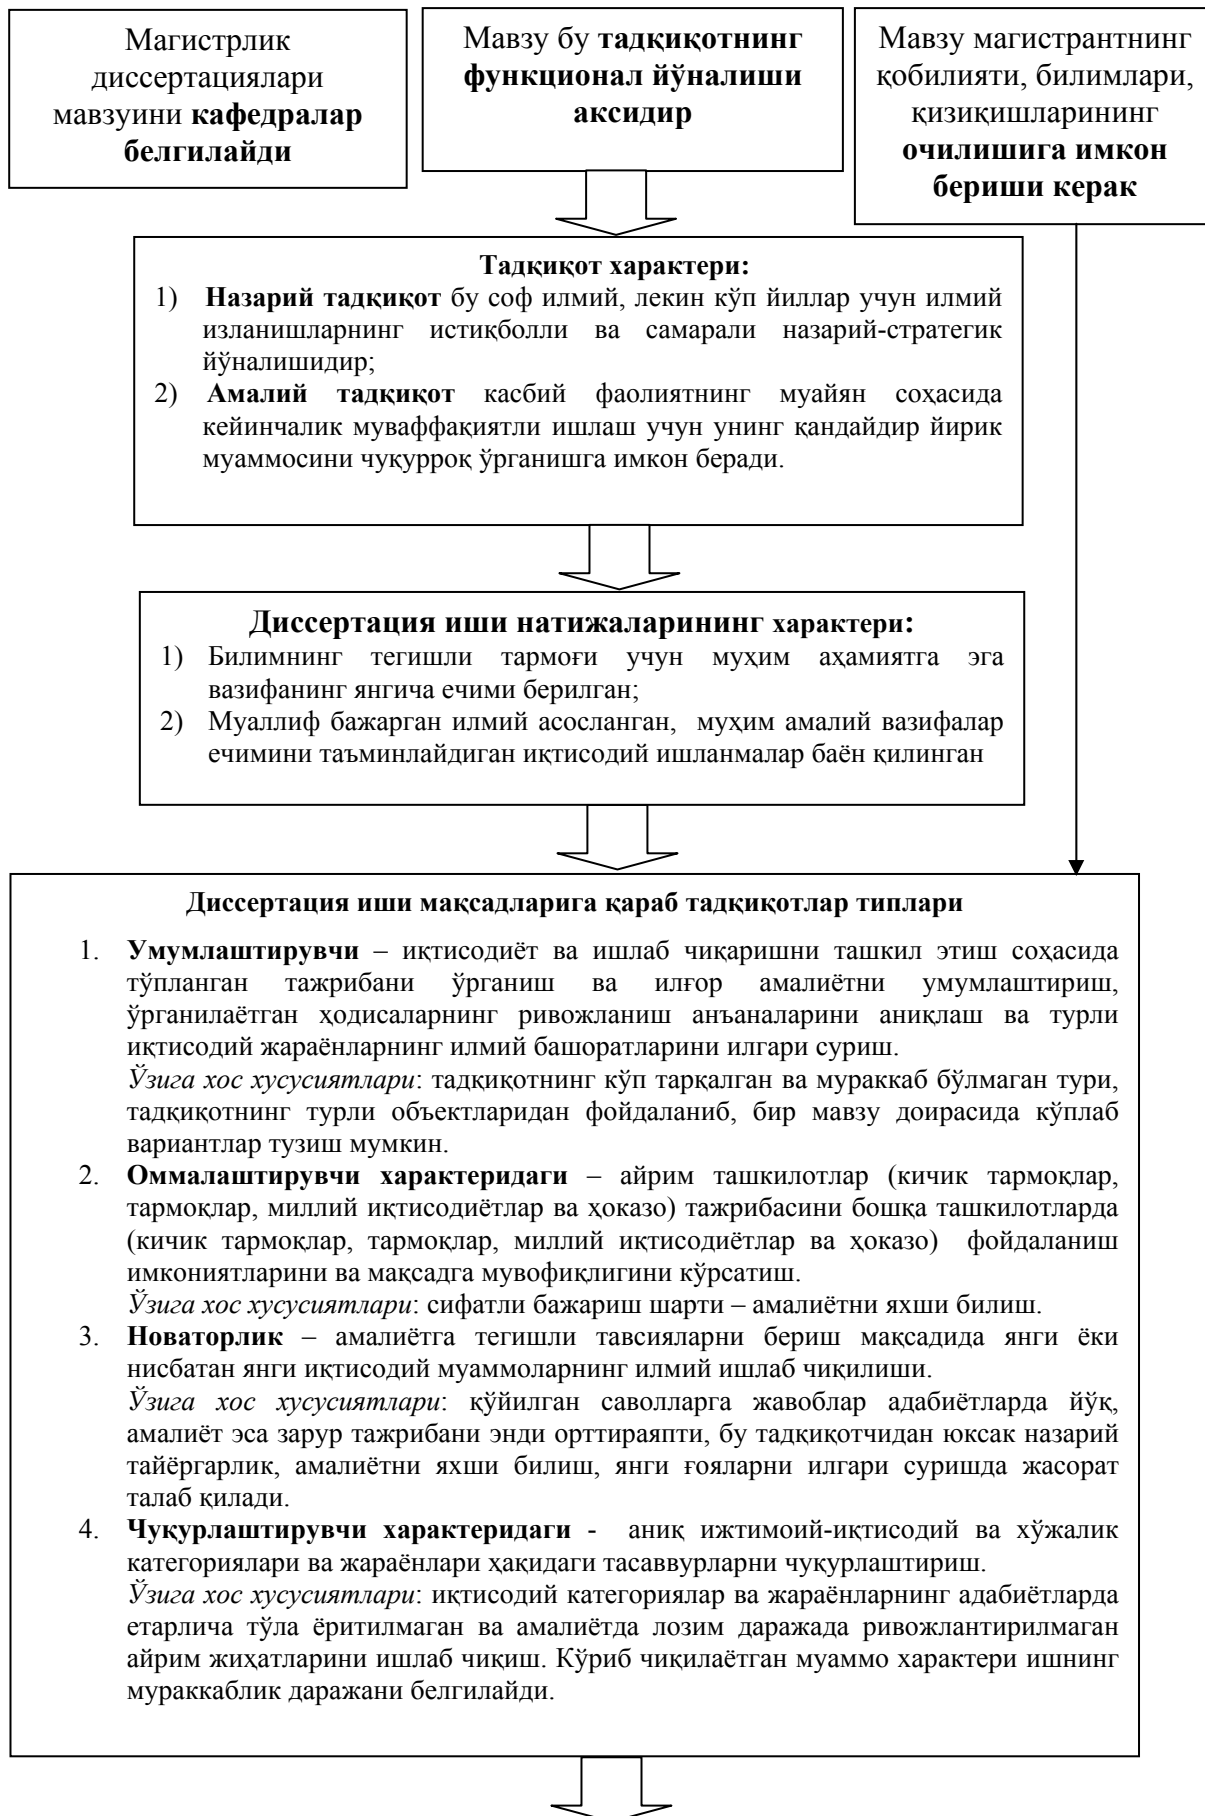 Магистрлик
диссертациялари
мавзуини кафедралар
белгилайди
Мавзу бу тадқиқотнинг
функционал йўналиши
аксидир
Мавзу магистрантнинг
қобилияти, билимлари,
қизиқишларининг
очилишига имкон
бериши керак
Тадқиқот характери:
1) Назарий тадқиқот бу соф илмий, лекин кўп йиллар учун илмий
изланишларнинг истиқболли ва самарали назарий-стратегик
йўналишидир;
2) Амалий тадқиқот касбий фаолиятнинг муайян соҳасида
кейинчалик муваффақиятли ишлаш учун унинг қандайдир йирик
муаммосини чуқурроқ ўрганишга имкон беради.
Диссертация иши натижаларининг характери:
1) Билимнинг тегишли тармоғи учун муҳим аҳамиятга эга
вазифанинг янгича ечими берилган;
2) Муаллиф бажарган илмий асосланган, муҳим амалий вазифалар
ечимини таъминлайдиган иқтисодий ишланмалар баён қилинган
Диссертация иши мақсадларига қараб тадқиқотлар типлари
1. Умумлаштирувчи – иқтисодиёт ва ишлаб чиқаришни ташкил этиш соҳасида
тўпланган тажрибани ўрганиш ва илғор амалиётни умумлаштириш,
ўрганилаётган ҳодисаларнинг ривожланиш анъаналарини аниқлаш ва турли
иқтисодий жараёнларнинг илмий башоратларини илгари суриш.
Ўзига хос хусусиятлари: тадқиқотнинг кўп тарқалган ва мураккаб бўлмаган тури,
тадқиқотнинг турли объектларидан фойдаланиб, бир мавзу доирасида кўплаб
вариантлар тузиш мумкин.
2. Оммалаштирувчи характеридаги – айрим ташкилотлар (кичик тармоқлар,
тармоқлар, миллий иқтисодиётлар ва ҳоказо) тажрибасини бошқа ташкилотларда
(кичик тармоқлар, тармоқлар, миллий иқтисодиётлар ва ҳоказо) фойдаланиш
имкониятларини ва мақсадга мувофиқлигини кўрсатиш.
Ўзига хос хусусиятлари: сифатли бажариш шарти – амалиётни яхши билиш.
3. Новаторлик – амалиётга тегишли тавсияларни бериш мақсадида янги ёки
нисбатан янги иқтисодий муаммоларнинг илмий ишлаб чиқилиши.
Ўзига хос хусусиятлари: қўйилган саволларга жавоблар адабиётларда йўқ,
амалиёт эса зарур тажрибани энди орттираяпти, бу тадқиқотчидан юксак назарий
тайёргарлик, амалиётни яхши билиш, янги ғояларни илгари суришда жасорат
талаб қилади.
4. Чуқурлаштирувчи характеридаги - аниқ ижтимоий-иқтисодий ва хўжалик
категориялари ва жараёнлари ҳақидаги тасаввурларни чуқурлаштириш.
Ўзига хос хусусиятлари: иқтисодий категориялар ва жараёнларнинг адабиётларда
етарлича тўла ёритилмаган ва амалиётда лозим даражада ривожлантирилмаган
айрим жиҳатларини ишлаб чиқиш. Кўриб чиқилаётган муаммо характери ишнинг
мураккаблик даражани белгилайди.